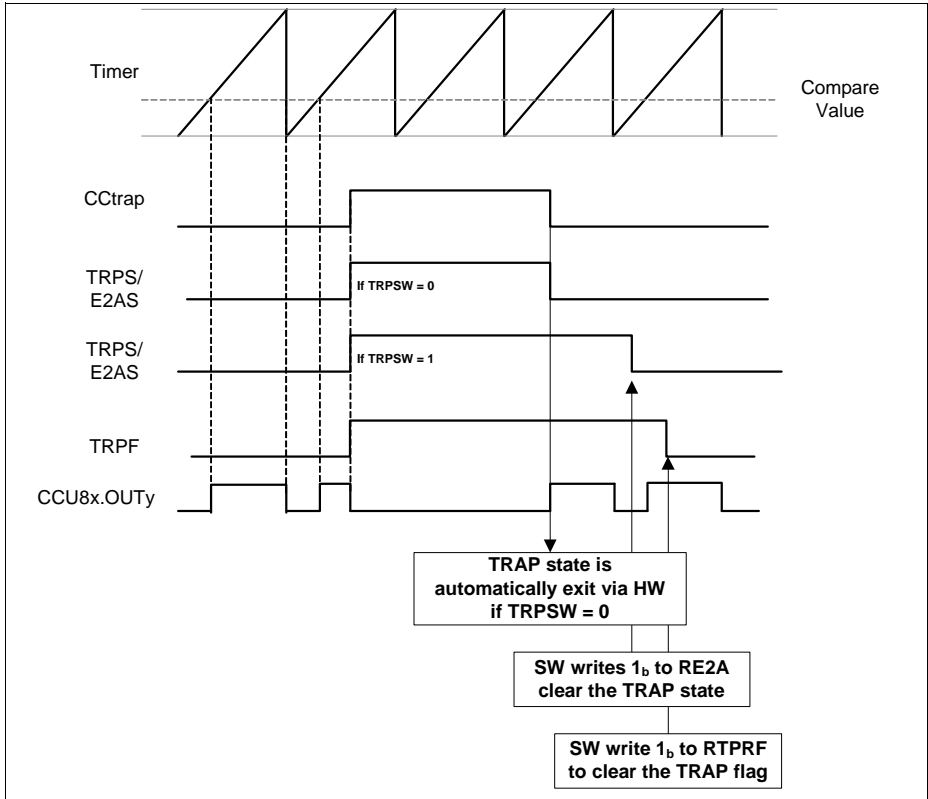 Timer
Compare
Value
CCtrap
TRPS/
E2AS
If TRPSW = 0
TRPS/
E2AS
If TRPSW = 1
TRPF
CCU8x.OUTy
TRAP state is
automatically exit via HW
if TRPSW = 0
SW writes 1b to RE2A
clear the TRAP state
SW write 1b to RTPRF
to clear the TRAP flag